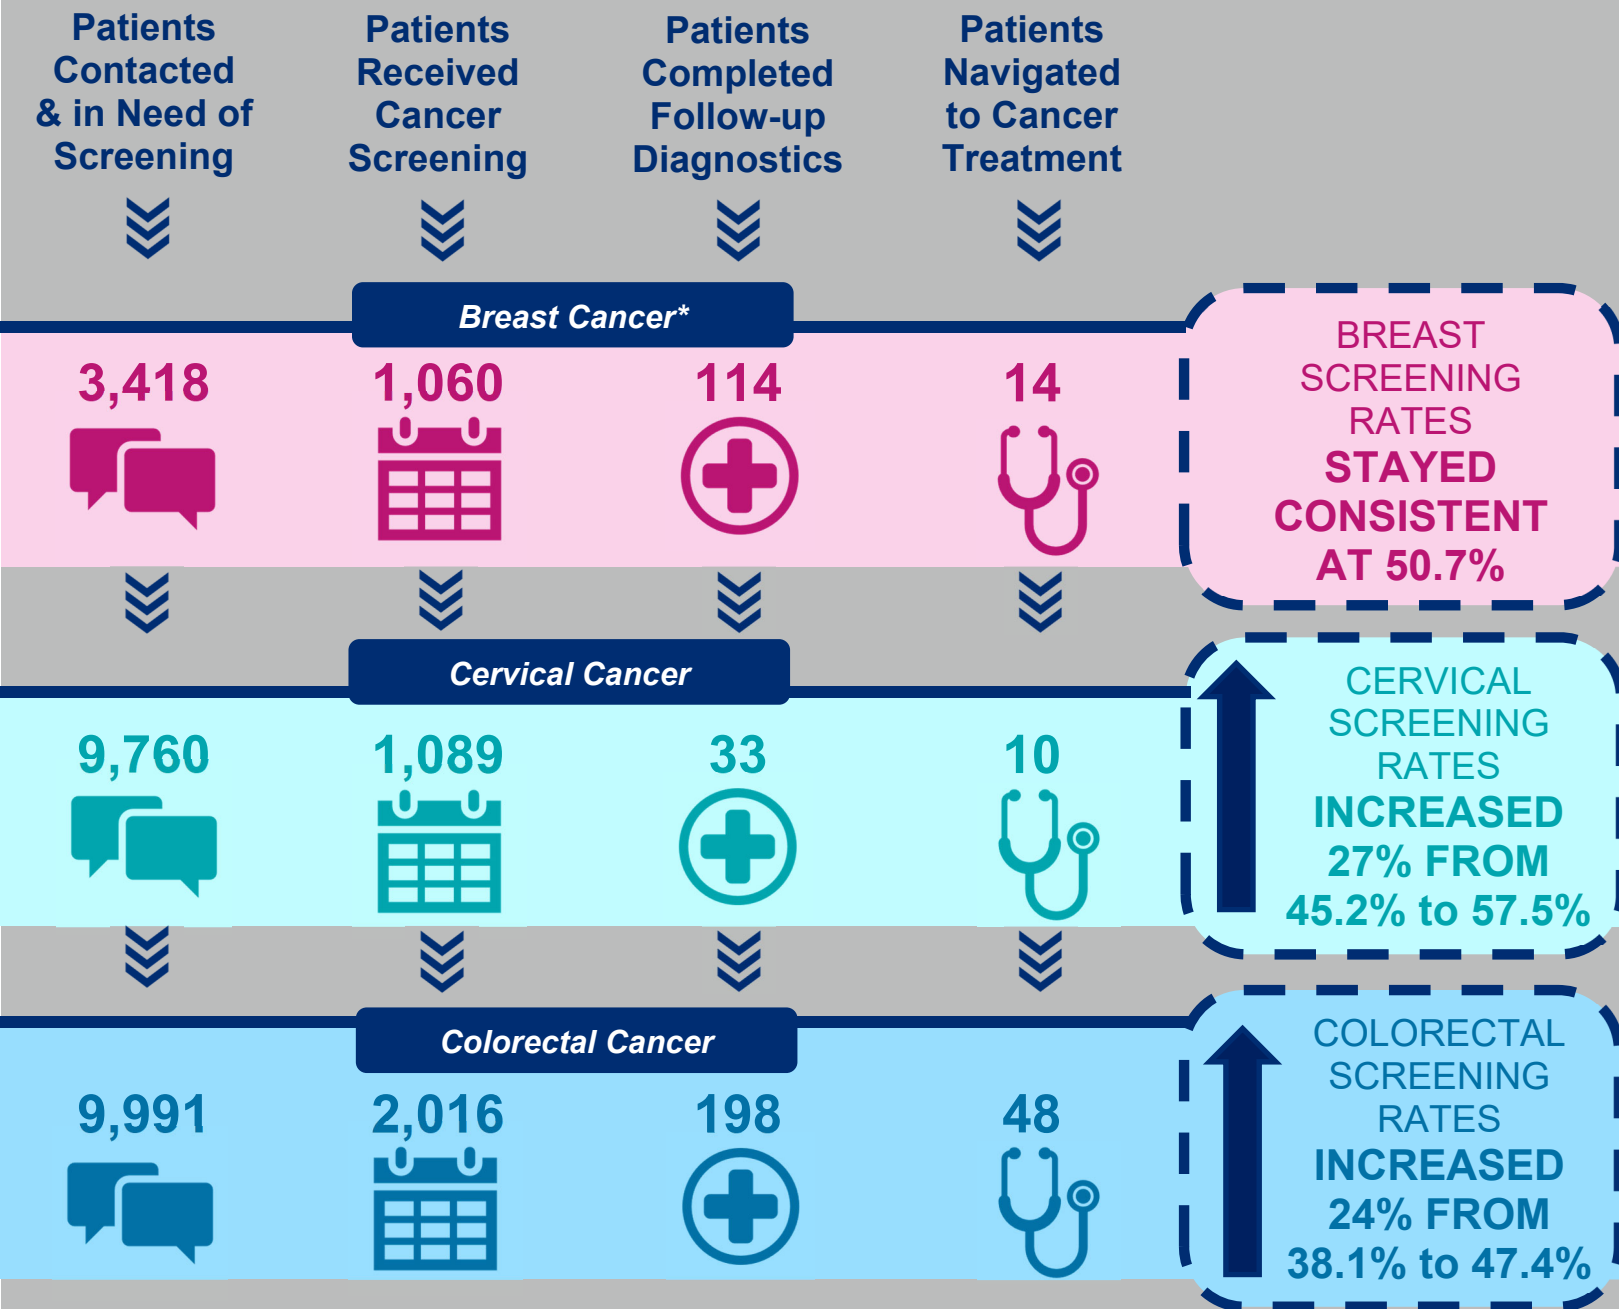 Patients
Contacted
& in Need of
Screening
Patients
Received
Cancer
Screening
Patients
Completed
Follow-up
Diagnostics
Patients
Navigated
to Cancer
Treatment
Breast Cancer*
3,418
1,060
114
14
BREAST
SCREENING
RATES
STAYED
CONSISTENT
AT 50.7%
Cervical Cancer
9,760
1,089
33
10
CERVICAL
SCREENING
RATES
INCREASED
27% FROM
45.2% to 57.5%
Colorectal Cancer
9,991
2,016
198
48
COLORECTAL
SCREENING
RATES
INCREASED
24% FROM
38.1% to 47.4%